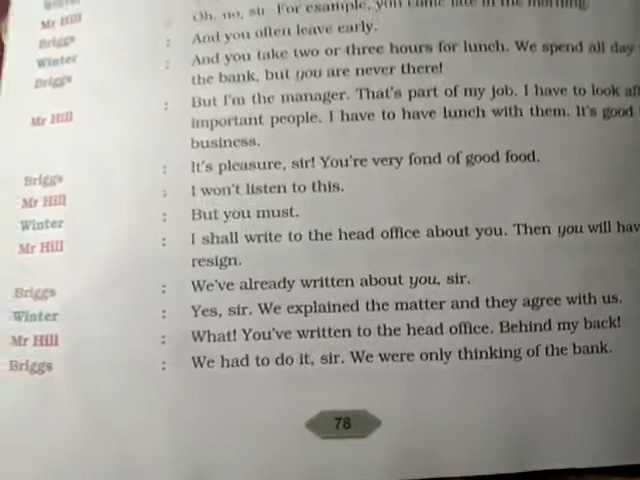 Mr Hill : Oh, no, sir. For example, you come late in the morning.
Briggs : And you often leave early.
Winter : And you take two or three hours for lunch. We spend all day
Briggs the bank, but you are never there!
Mr Hill : But I'm the manager. That's part of my job. I have to look
important people. I have to have lunch with them. It's good
business.
Briggs : It's pleasure, sir! You're very fond of good food.
Mr Hill : I won't listen to this.
Winter : But you must.
Mr Hill : I shall write to the head office about you. Then you will
resign.
Briggs : We've already written about you, sir.
Winter : Yes, sir. We explained the matter and they agree with us.
Mr Hill : What! You've written to the head office. Behind my back!
Briggs : We had to do it, sir. We were only thinking of the bank.
78